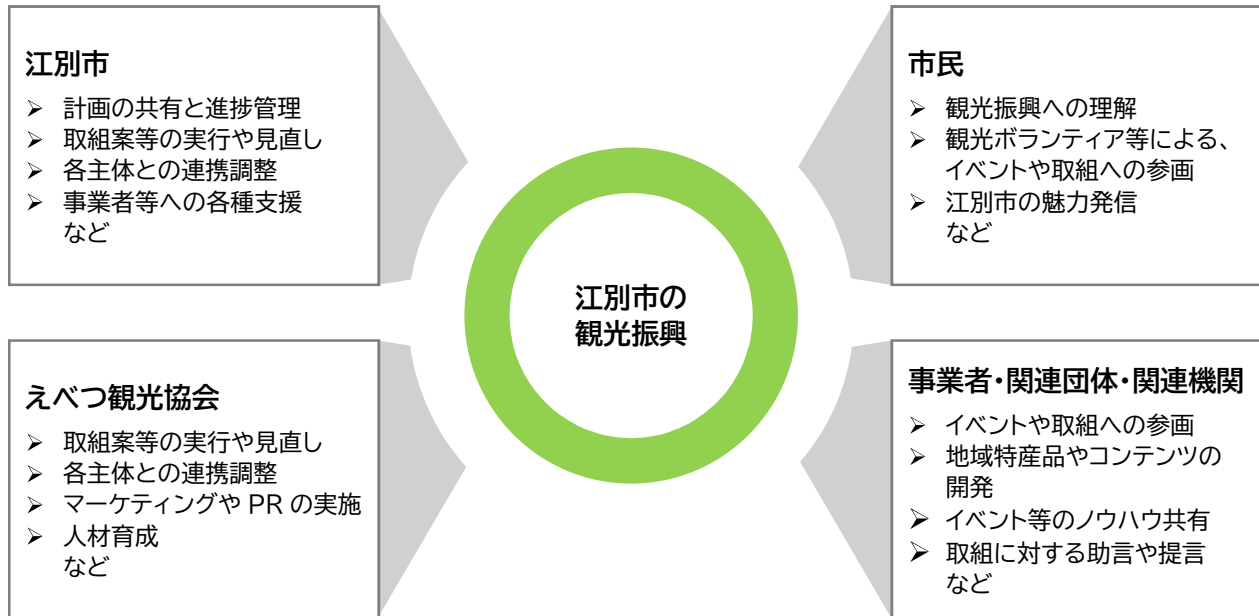 江別市
➢ 計画の共有と進捗管理
➢ 取組案等の実行や見直し
➢ 各主体との連携調整
➢ 事業者等への各種支援
など
市民
➢ 観光振興への理解
➢ 観光ボランティア等による、
イベントや取組への参画
➢ 江別市の魅力発信
など
江別市の
観光振興
えべつ観光協会
➢ 取組案等の実行や見直し
➢ 各主体との連携調整
➢ マーケティングや PR の実施
➢ 人材育成
など
事業者・関連団体・関連機関
➢ イベントや取組への参画
➢ 地域特産品やコンテンツの
開発
➢ イベント等のノウハウ共有
➢ 取組に対する助言や提言
など